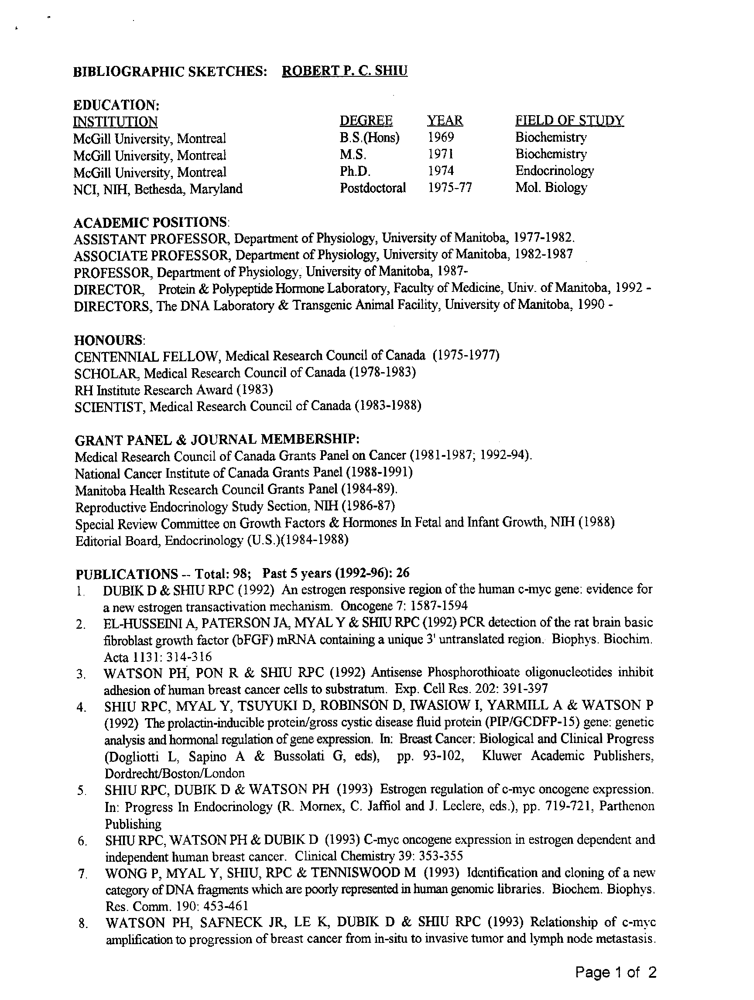 BIBLIOGRAPHIC SKETCHES: ROBERT P. C. SHIU
EDUCATION:
INSTITUTION DEGREE YEAR FIELD OF STUDY
McGill University, Montreal B.S.(Hons) 1969 Biochemistry
McGill University, Montreal M.S. 1971 Biochemistry
McGill University, Montreal Ph.D. 1974 Endocrinology
NCI, NIH, Bethesda, Maryland Postdoctoral 1975-77 Mol. Biology
ACADEMIC POSITIONS:
ASSISTANT PROFESSOR, Department of Physiology, University of Manitoba, 1977-1982.
ASSOCIATE PROFESSOR, Department of Physiology, University of Manitoba, 1982-1987
PROFESSOR, Department of Physiology, University of Manitoba, 1987-
DIRECTOR, Protein & Polypeptide Hormone Laboratory, Faculty of Medicine, Univ. of Manitoba, 1992 -
DIRECTORS, The DNA Laboratory & Transgenic Animal Facility, University of Manitoba, 1990 -
HONOURS:
CENTENNIAL FELLOW, Medical Research Council of Canada (1975-1977)
SCHOLAR, Medical Research Council of Canada (1978-1983)
RH Institute Research Award (1983)
SCIENTIST, Medical Research Council of Canada (1983-1988)
GRANT PANEL & JOURNAL MEMBERSHIP:
Medical Research Council of Canada Grants Panel on Cancer (1981-1987; 1992-94).
National Cancer Institute of Canada Grants Panel (1988-1991)
Manitoba Health Research Council Grants Panel (1984-89).
Reproductive Endocrinology Study Section, NIH (1986-87)
Special Review Committee on Growth Factors & Hormones In Fetal and Infant Growth, NIH (1988)
Editorial Board, Endocrinology (U.S.)(1984-1988)
PUBLICATIONS -- Total: 98; Past 5 years (1992-96): 26
1. DUBIK D & SHIU RPC (1992) An estrogen responsive region of the human c-myc gene: evidence for
a new estrogen transactivation mechanism. Oncogene 7: 1587-1594
2. EL-HUSSEINI A, PATERSON JA, MYAL Y & SHIU RPC (1992) PCR detection of the rat brain basic
fibroblast growth factor (bFGF) mRNA containing a unique 3' untranslated region. Biophys. Biochim.
Acta 1131: 314-316
3. WATSON PH, PON R & SHIU RPC (1992) Antisense Phosphorothioate oligonucleotides inhibit
adhesion of human breast cancer cells to substratum. Exp. Cell Res. 202: 391-397
4. SHIU RPC, MYAL Y, TSUYUKI D, ROBINSON D, IWASIOW I, YARMILL A & WATSON P
(1992) The prolactin-inducible protein/gross cystic disease fluid protein (PIP/GCDFP-15) gene: genetic
analysis and hormonal regulation of gene expression. In: Breast Cancer: Biological and Clinical Progress
(Dogliotti L, Sapino A & Bussolati G, eds), pp. 93-102, Kluwer Academic Publishers,
Dordrecht/Boston/London
5. SHIU RPC, DUBIK D & WATSON PH (1993) Estrogen regulation of c-myc oncogene expression.
In: Progress In Endocrinology (R. Mornex, C. Jaffiol and J. Leclere, eds.), pp. 719-721, Parthenon
Publishing
6. SHIU RPC, WATSON PH & DUBIK D (1993) C-myc oncogene expression in estrogen dependent and
independent human breast cancer. Clinical Chemistry 39: 353-355
7. WONG P, MYAL Y, SHIU, RPC & TENNISWOOD M (1993) Identification and cloning of a new
category of DNA fragments which are poorly represented in human genomic libraries. Biochem. Biophys.
Res. Comm. 190: 453-461
8. WATSON PH, SAFNECK JR, LE K, DUBIK D & SHIU RPC (1993) Relationship of c-myc
amplification to progression of breast cancer from in-situ to invasive tumor and lymph node metastasis.
Page 1 of 2